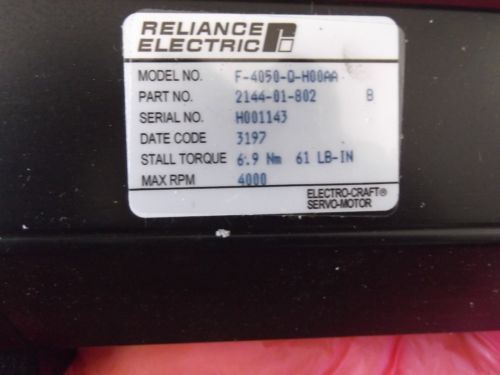 RELIANCE
ELECTRIC
MODEL NO. F-4050-Q-H00AA
PART NO. 2144-01-802 B
SERIAL NO. H001143
DATE CODE 3197
STALL TORQUE 6.9 Nm 61 LB-IN
MAX RPM 4000
ELECTRO-CRAFT®
SERVO-MOTOR